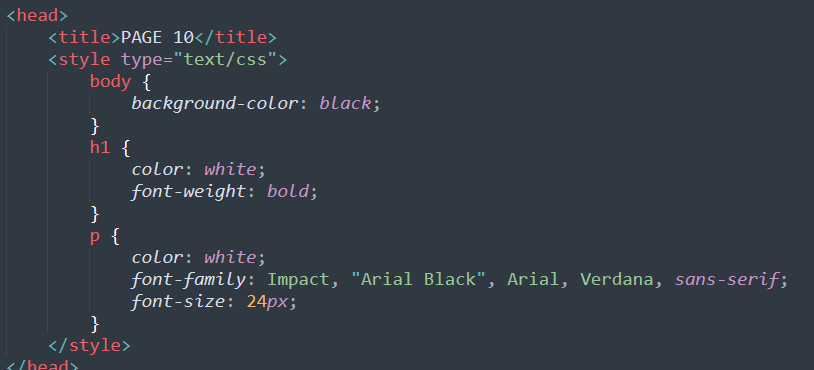 <head>
<title>PAGE 10</title>
<style type="text/css">
body {
background-color: black;
}
h1 {
color: white;
font-weight: bold;
}
p {
color: white;
font-family: Impact, "Arial Black", Arial, Verdana, sans-serif;
font-size: 24px;
}
</style>
</head>